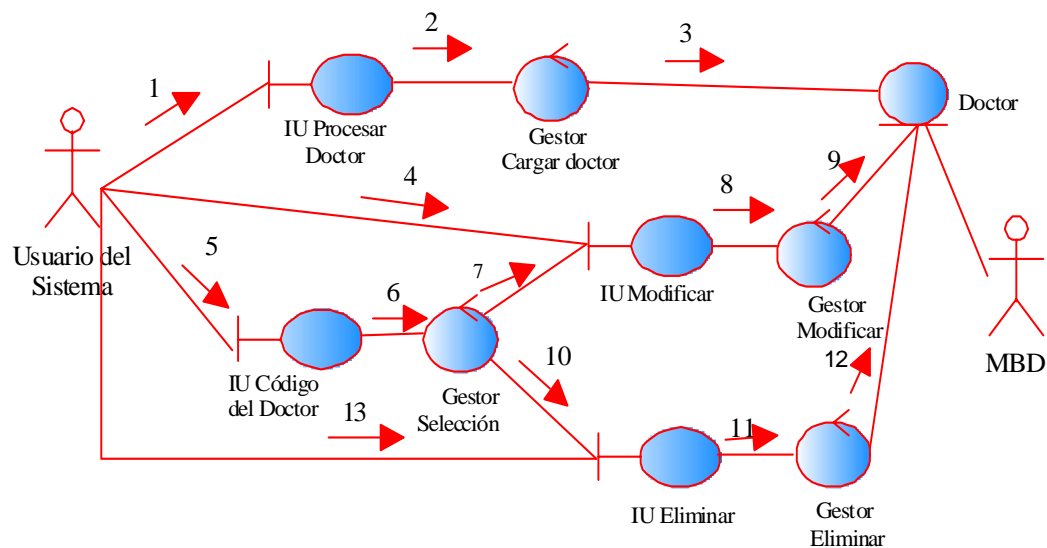 1
2
3
IU Procesar
Doctor
Gestor
Cargar doctor
Doctor
Usuario del
Sistema
4
5
6
7
8
9
IU Modificar
Gestor
Modificar
MBD
IU Código
del Doctor
Gestor
Selección
10
11
12
13
IU Eliminar
Gestor
Eliminar